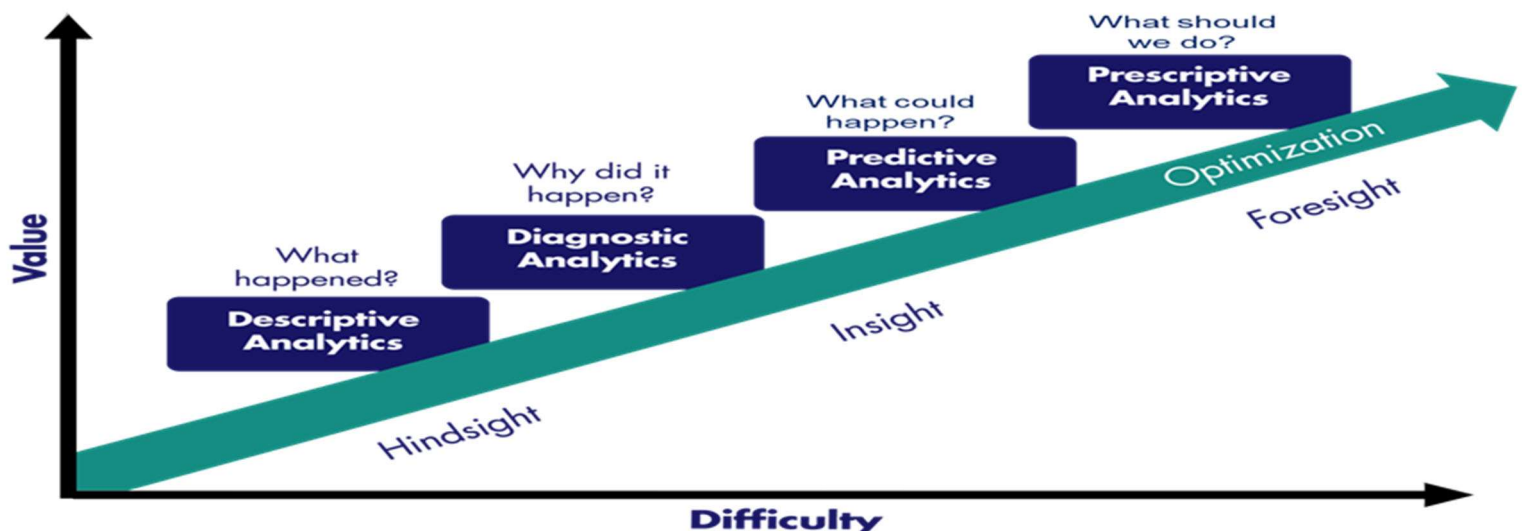 What should
we do?
Prescriptive
Analytics
What could
happen?
Predictive
Analytics
Why did it
happen?
Diagnostic
Analytics
What
happened?
Descriptive
Analytics
Value
Optimization
Foresight
Insight
Hindsight
Difficulty